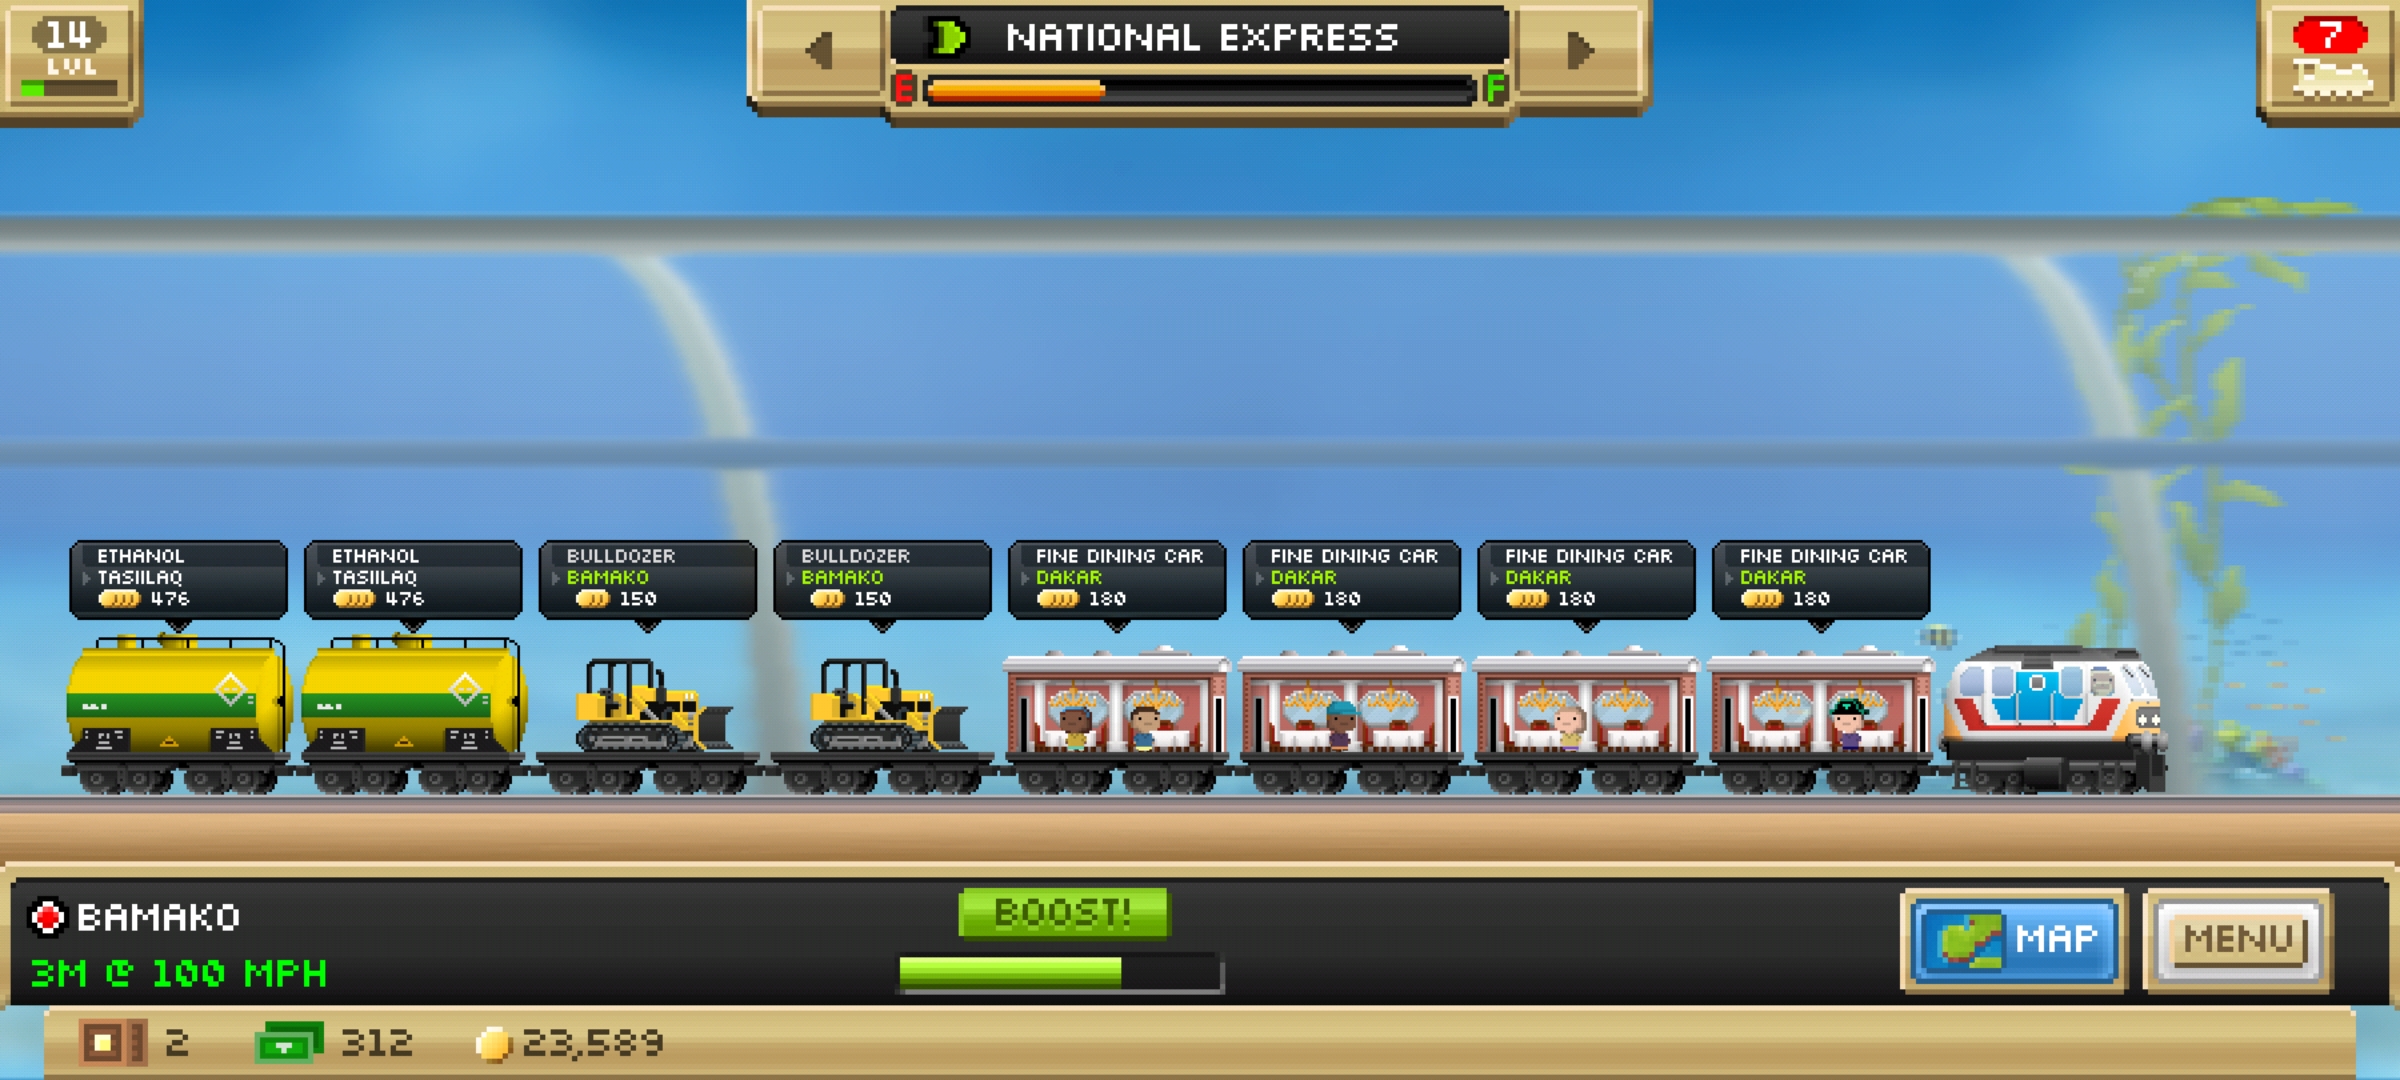 14
LVL
NATIONAL EXPRESS
E F
7
ETHANOL
TASIILAQ
476
ETHANOL
TASIILAQ
476
BULLDOZER
BAMAKO
150
BULLDOZER
BAMAKO
150
FINE DINING CAR
DAKAR
180
FINE DINING CAR
DAKAR
180
FINE DINING CAR
DAKAR
180
FINE DINING CAR
DAKAR
180
BAMAKO
3M @ 100 MPH
BOOST!
MAP
MENU
2 312 23,589